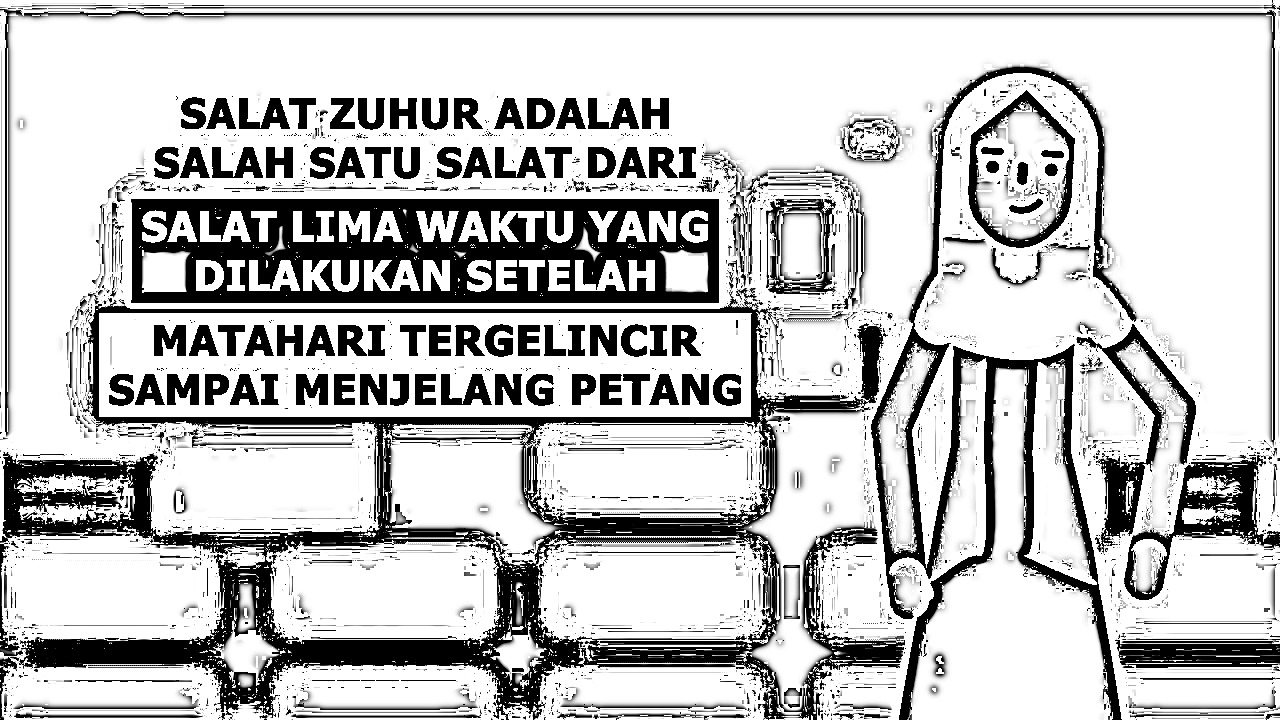 SALAT ZUHUR ADALAH
SALAH SATU SALAT DARI
SALAT LIMA WAKTU YANG
DILAKUKAN SETELAH
MATAHARI TERGELINCIR
SAMPAI MENJELANG PETANG